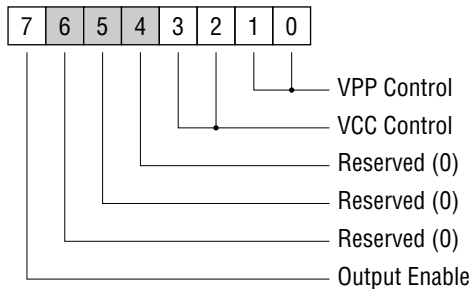 7 6 5 4 3 2 1 0
VPP Control
VCC Control
Reserved (0)
Reserved (0)
Reserved (0)
Output Enable